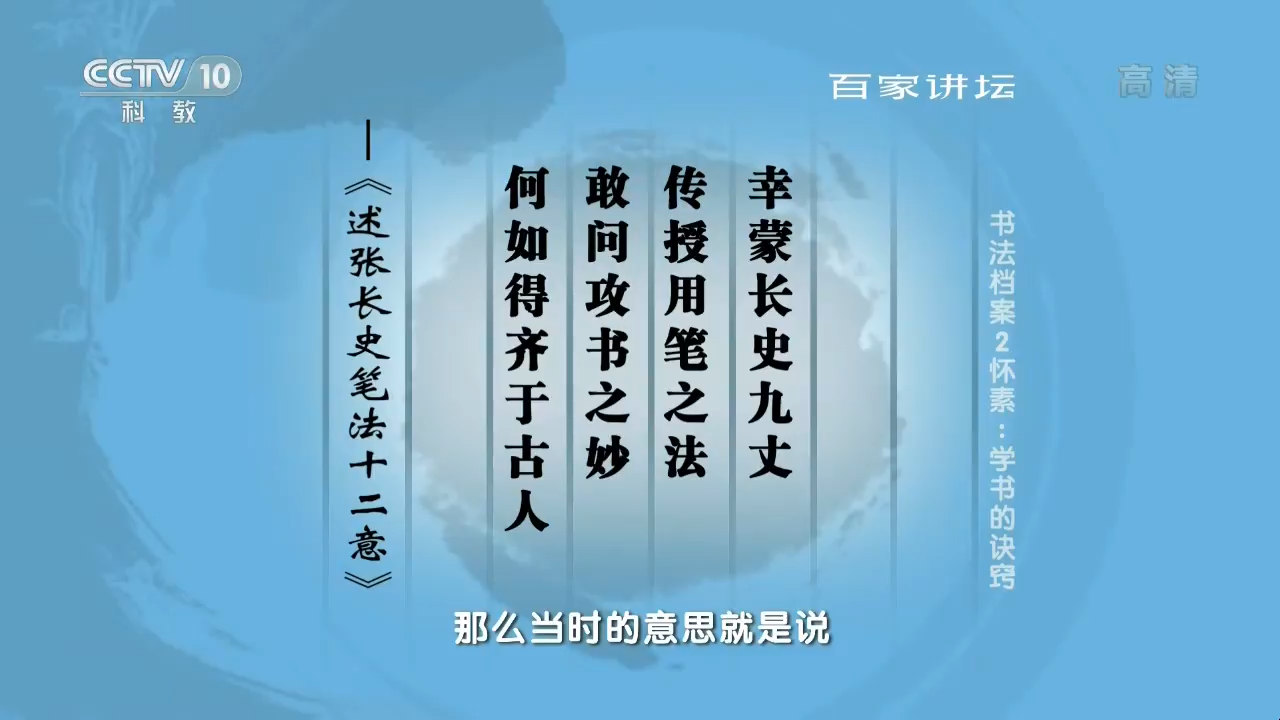 CCTV 10
科教
百家讲坛
高清
幸蒙长史九丈
传授用笔之法
敢问攻书之妙
何如得齐于古人
—《述张长史笔法十二意》
书法档案2怀素:学书的诀窍
那么当时的意思就是说